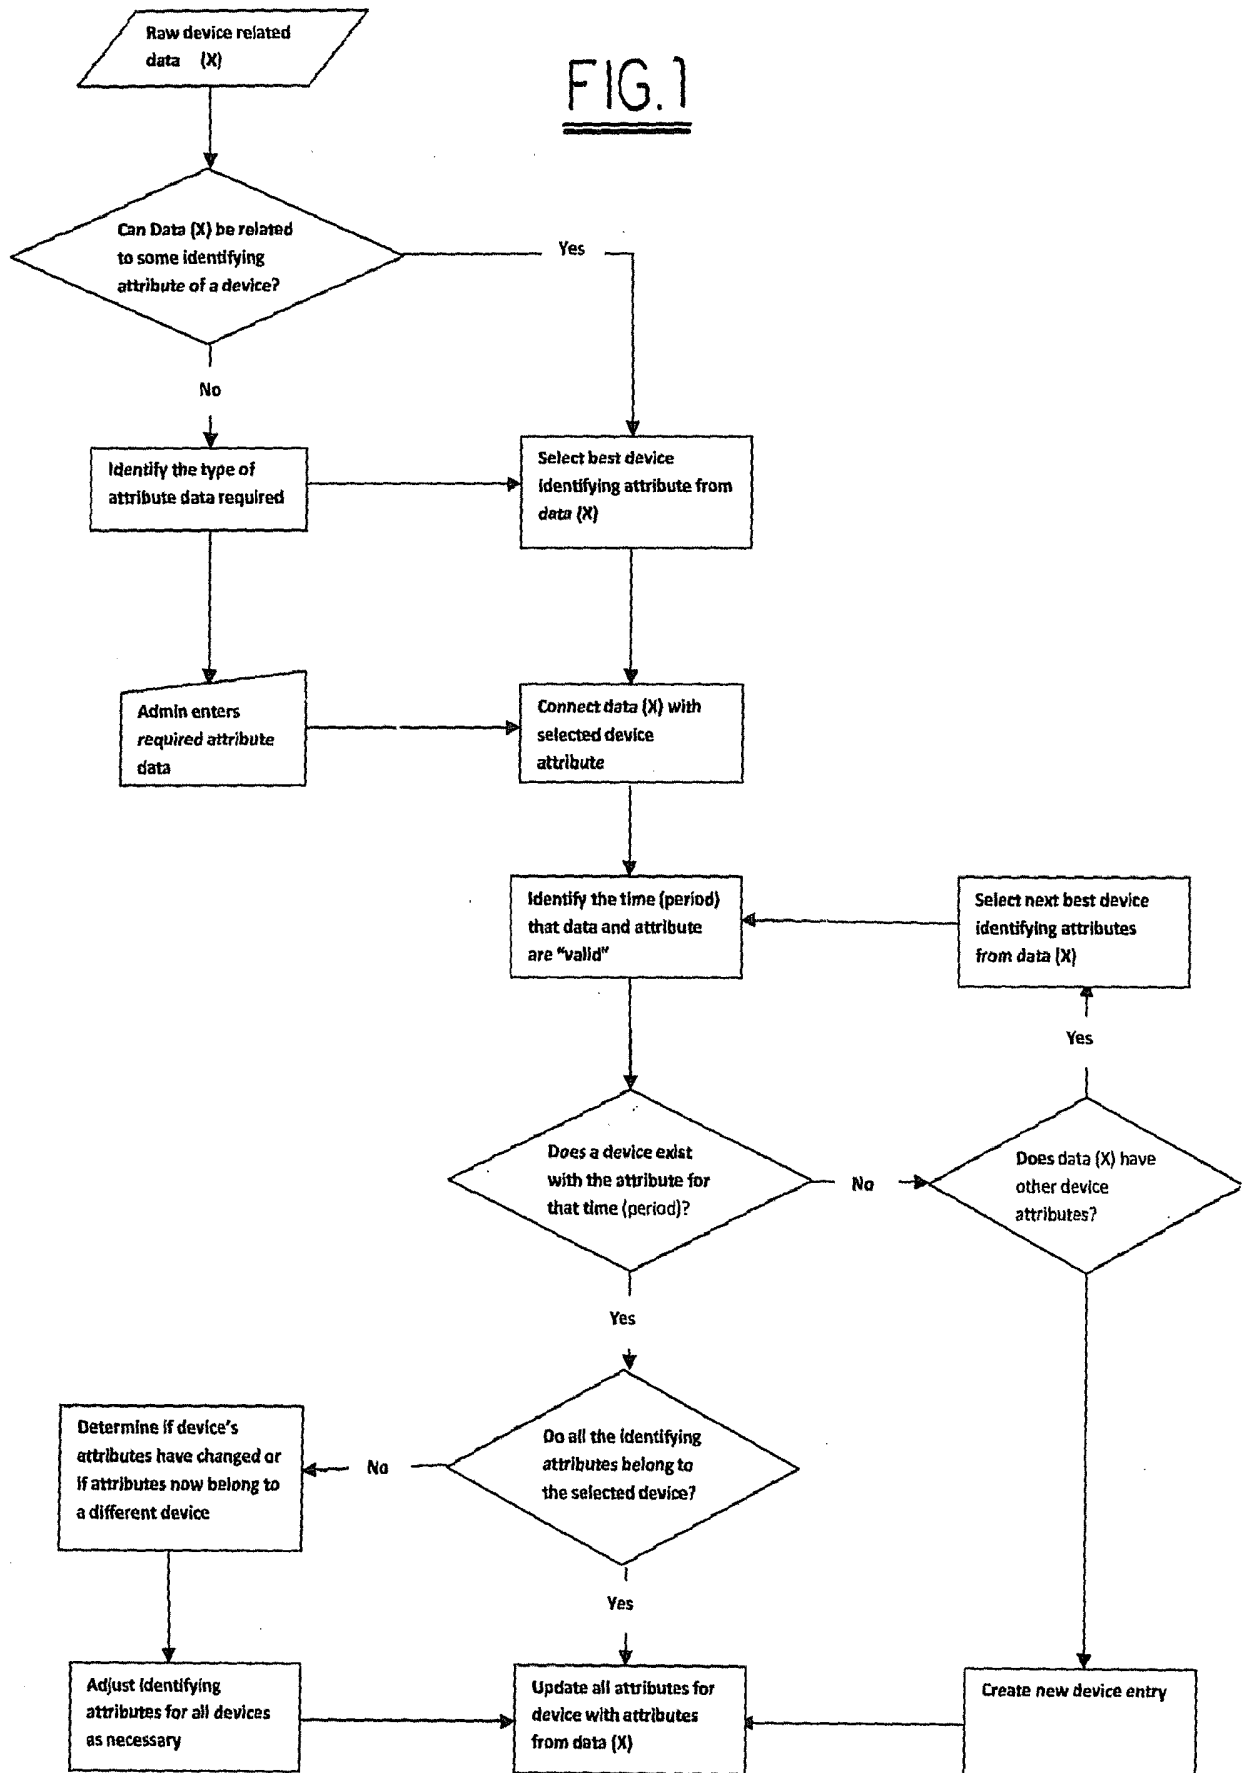 Raw device related
data (X)
FIG.1
Can Data (X) be related
to some identifying
attribute of a device?
Yes
No
Identify the type of
attribute data required
Select best device
identifying attribute from
data (X)
Admin enters
required attribute
data
Connect data (X) with
selected device
attribute
Identify the time (period)
that data and attribute
are "valid"
Select next best device
identifying attributes
from data (X)
Yes
Does a device exist
with the attribute for
that time (period)?
No
Does data (X) have
other device
attributes?
Yes
Determine if device's
attributes have changed or
if attributes now belong to
a different device
No
Do all the identifying
attributes belong to
the selected device?
Yes
Adjust identifying
attributes for all devices
as necessary
Update all attributes for
device with attributes
from data (X)
Create new device entry